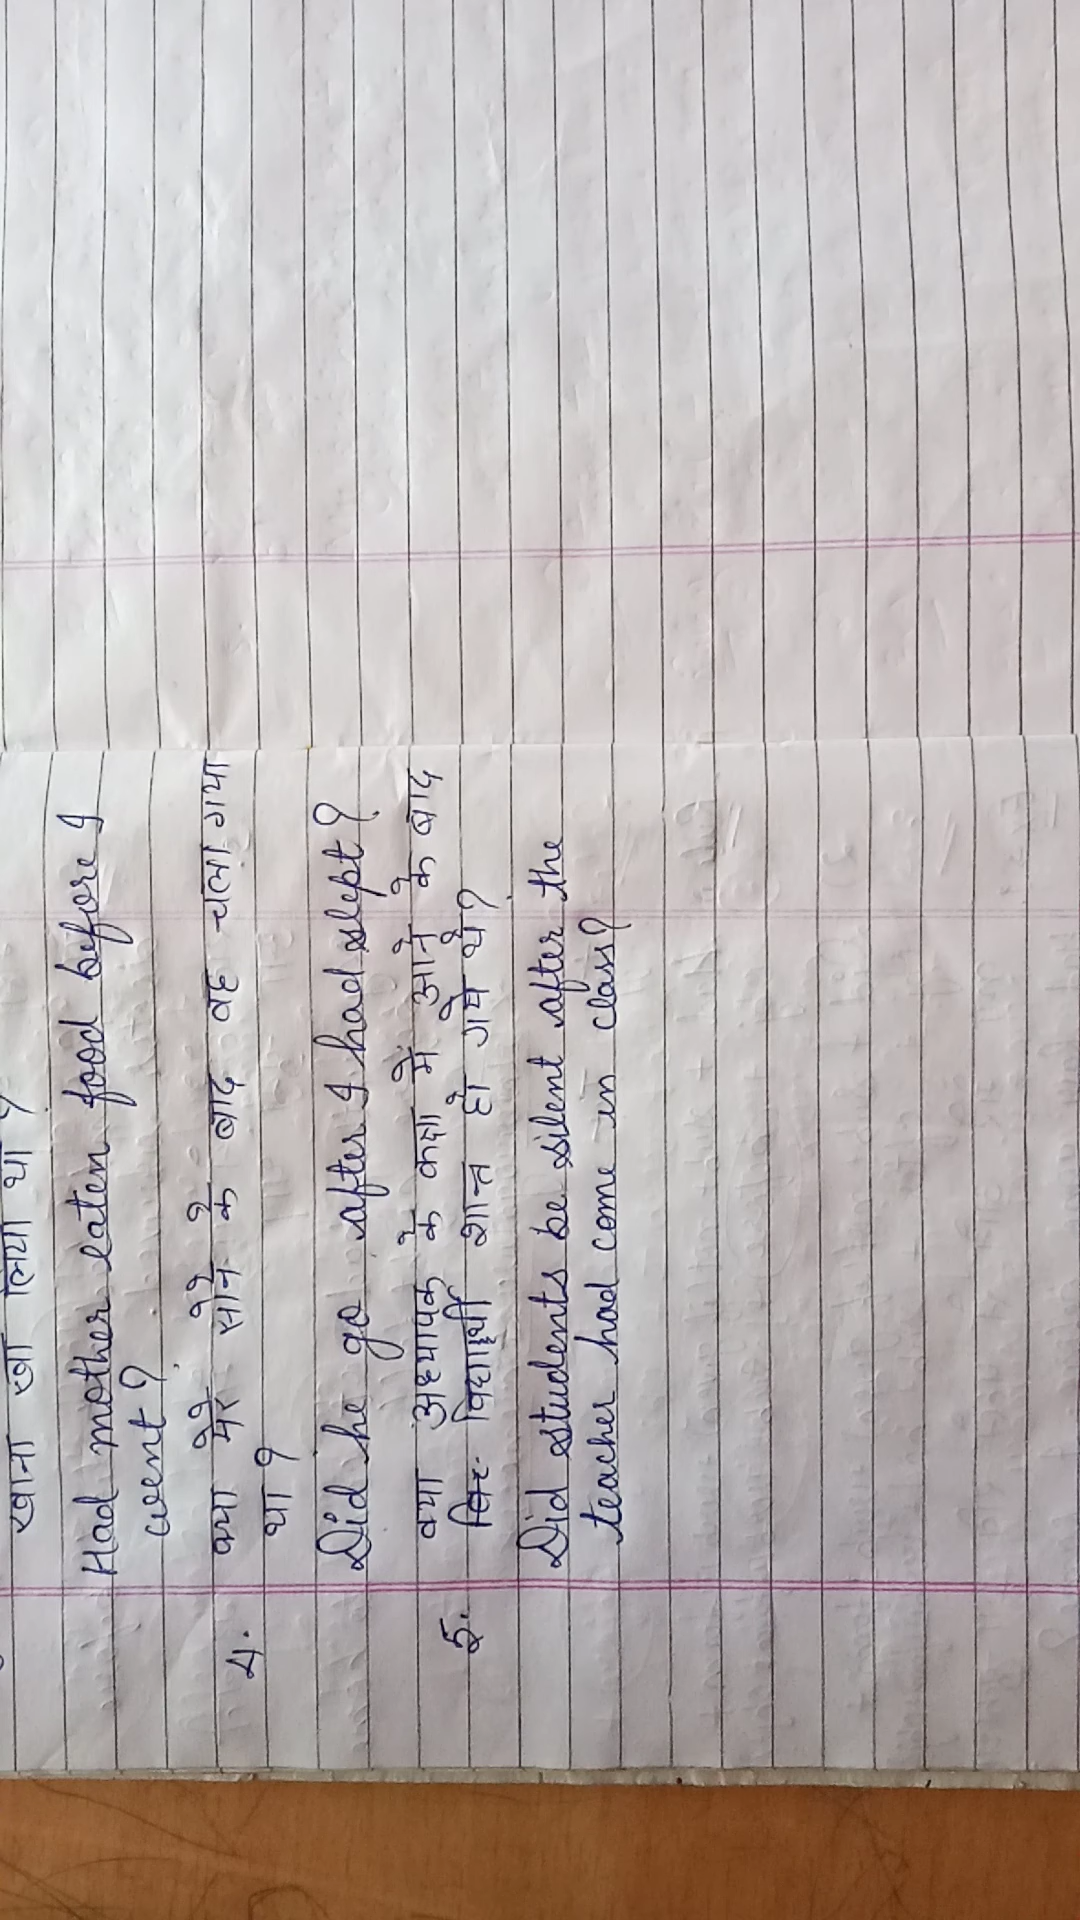 खाना खा लिया था ?
Had mother eaten food before I
went ?
4. क्या मेरे सोने के बाद वह चला गया
था ?
Did he go after I had slept ?
5. क्या अध्यापक के कक्षा में आने के बाद
विद्यार्थी शान्त हो गये थे ?
Did students be silent after the
teacher had come in class?